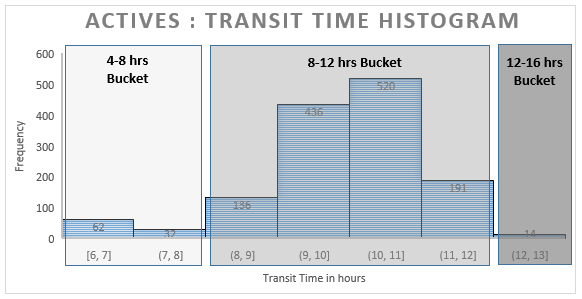 ACTIVES : TRANSIT TIME HISTOGRAM
600
500
400
300
200
100
0
Frequency
4-8 hrs
Bucket
8-12 hrs Bucket
12-16 hrs
Bucket
62
32
136
436
520
191
14
[6, 7]
(7, 8]
(8, 9]
(9, 10]
(10, 11]
(11, 12]
(12, 13]
Transit Time in hours